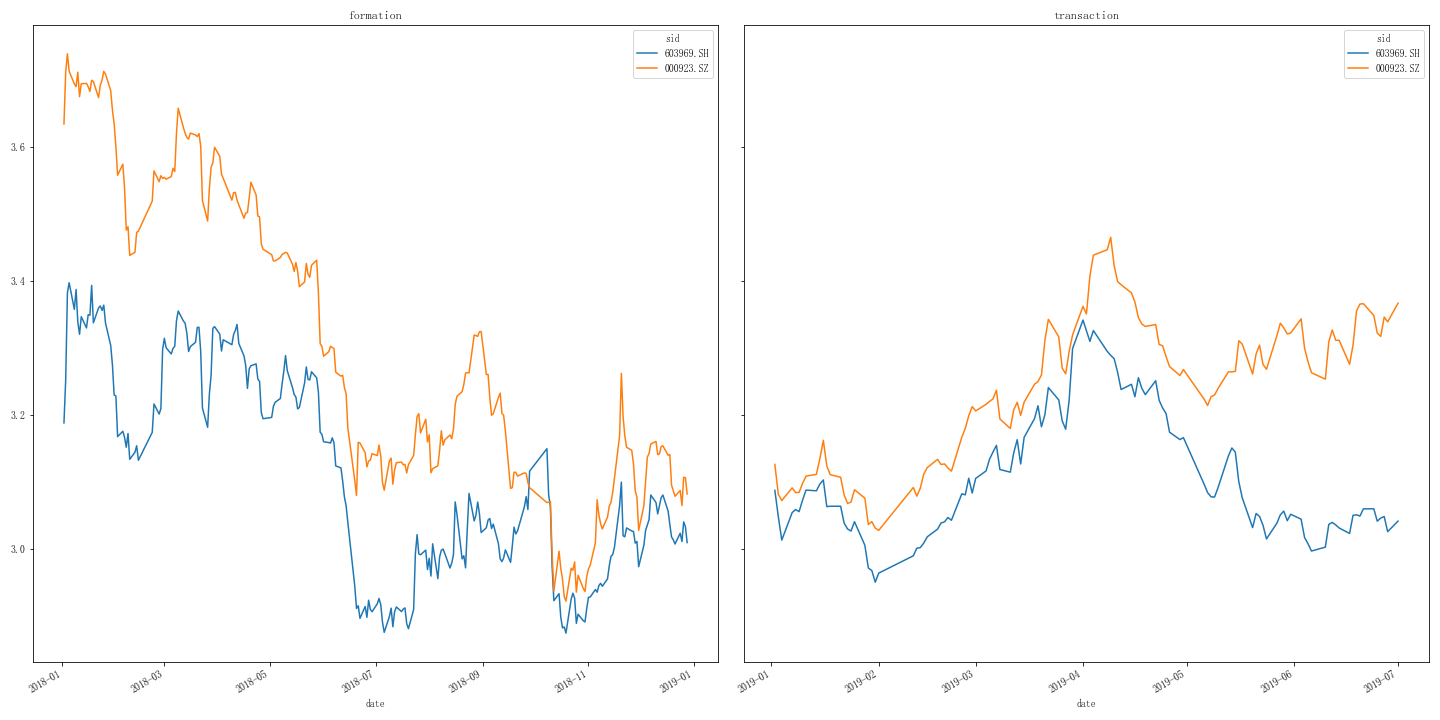 formation
sid
603969.SH
000923.SZ
3.6
3.4
3.2
3.0
2018-01
2018-03
2018-05
2018-07
2018-09
2018-11
2019-01
date
transaction
sid
603969.SH
000923.SZ
2019-01
2019-02
2019-03
2019-04
2019-05
2019-06
2019-07
date